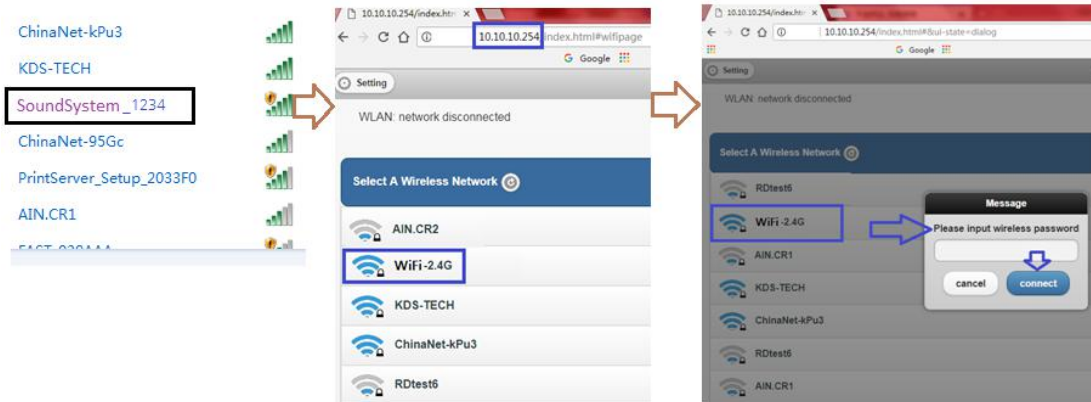 ChinaNet-kPu3
KDS-TECH
SoundSystem_1234
ChinaNet-95Gc
PrintServer_Setup_2033F0
AIN.CR1
10.10.10.254/index.htm
10.10.10.254/index.html#wifipage
Google
Setting
WLAN: network disconnected
Select A Wireless Network
AIN.CR2
WiFi-2.4G
KDS-TECH
ChinaNet-kPu3
RDtest6
10.10.10.254/index.htm
10.10.10.254/index.html#&ui-state=dialog
Google
Setting
WLAN: network disconnected
Select A Wireless Network
RDtest6
WiFi-2.4G
AIN.CR1
KDS-TECH
ChinaNet-kPu3
RDtest6
AIN.CR1
Message
Please input wireless password
cancel
connect